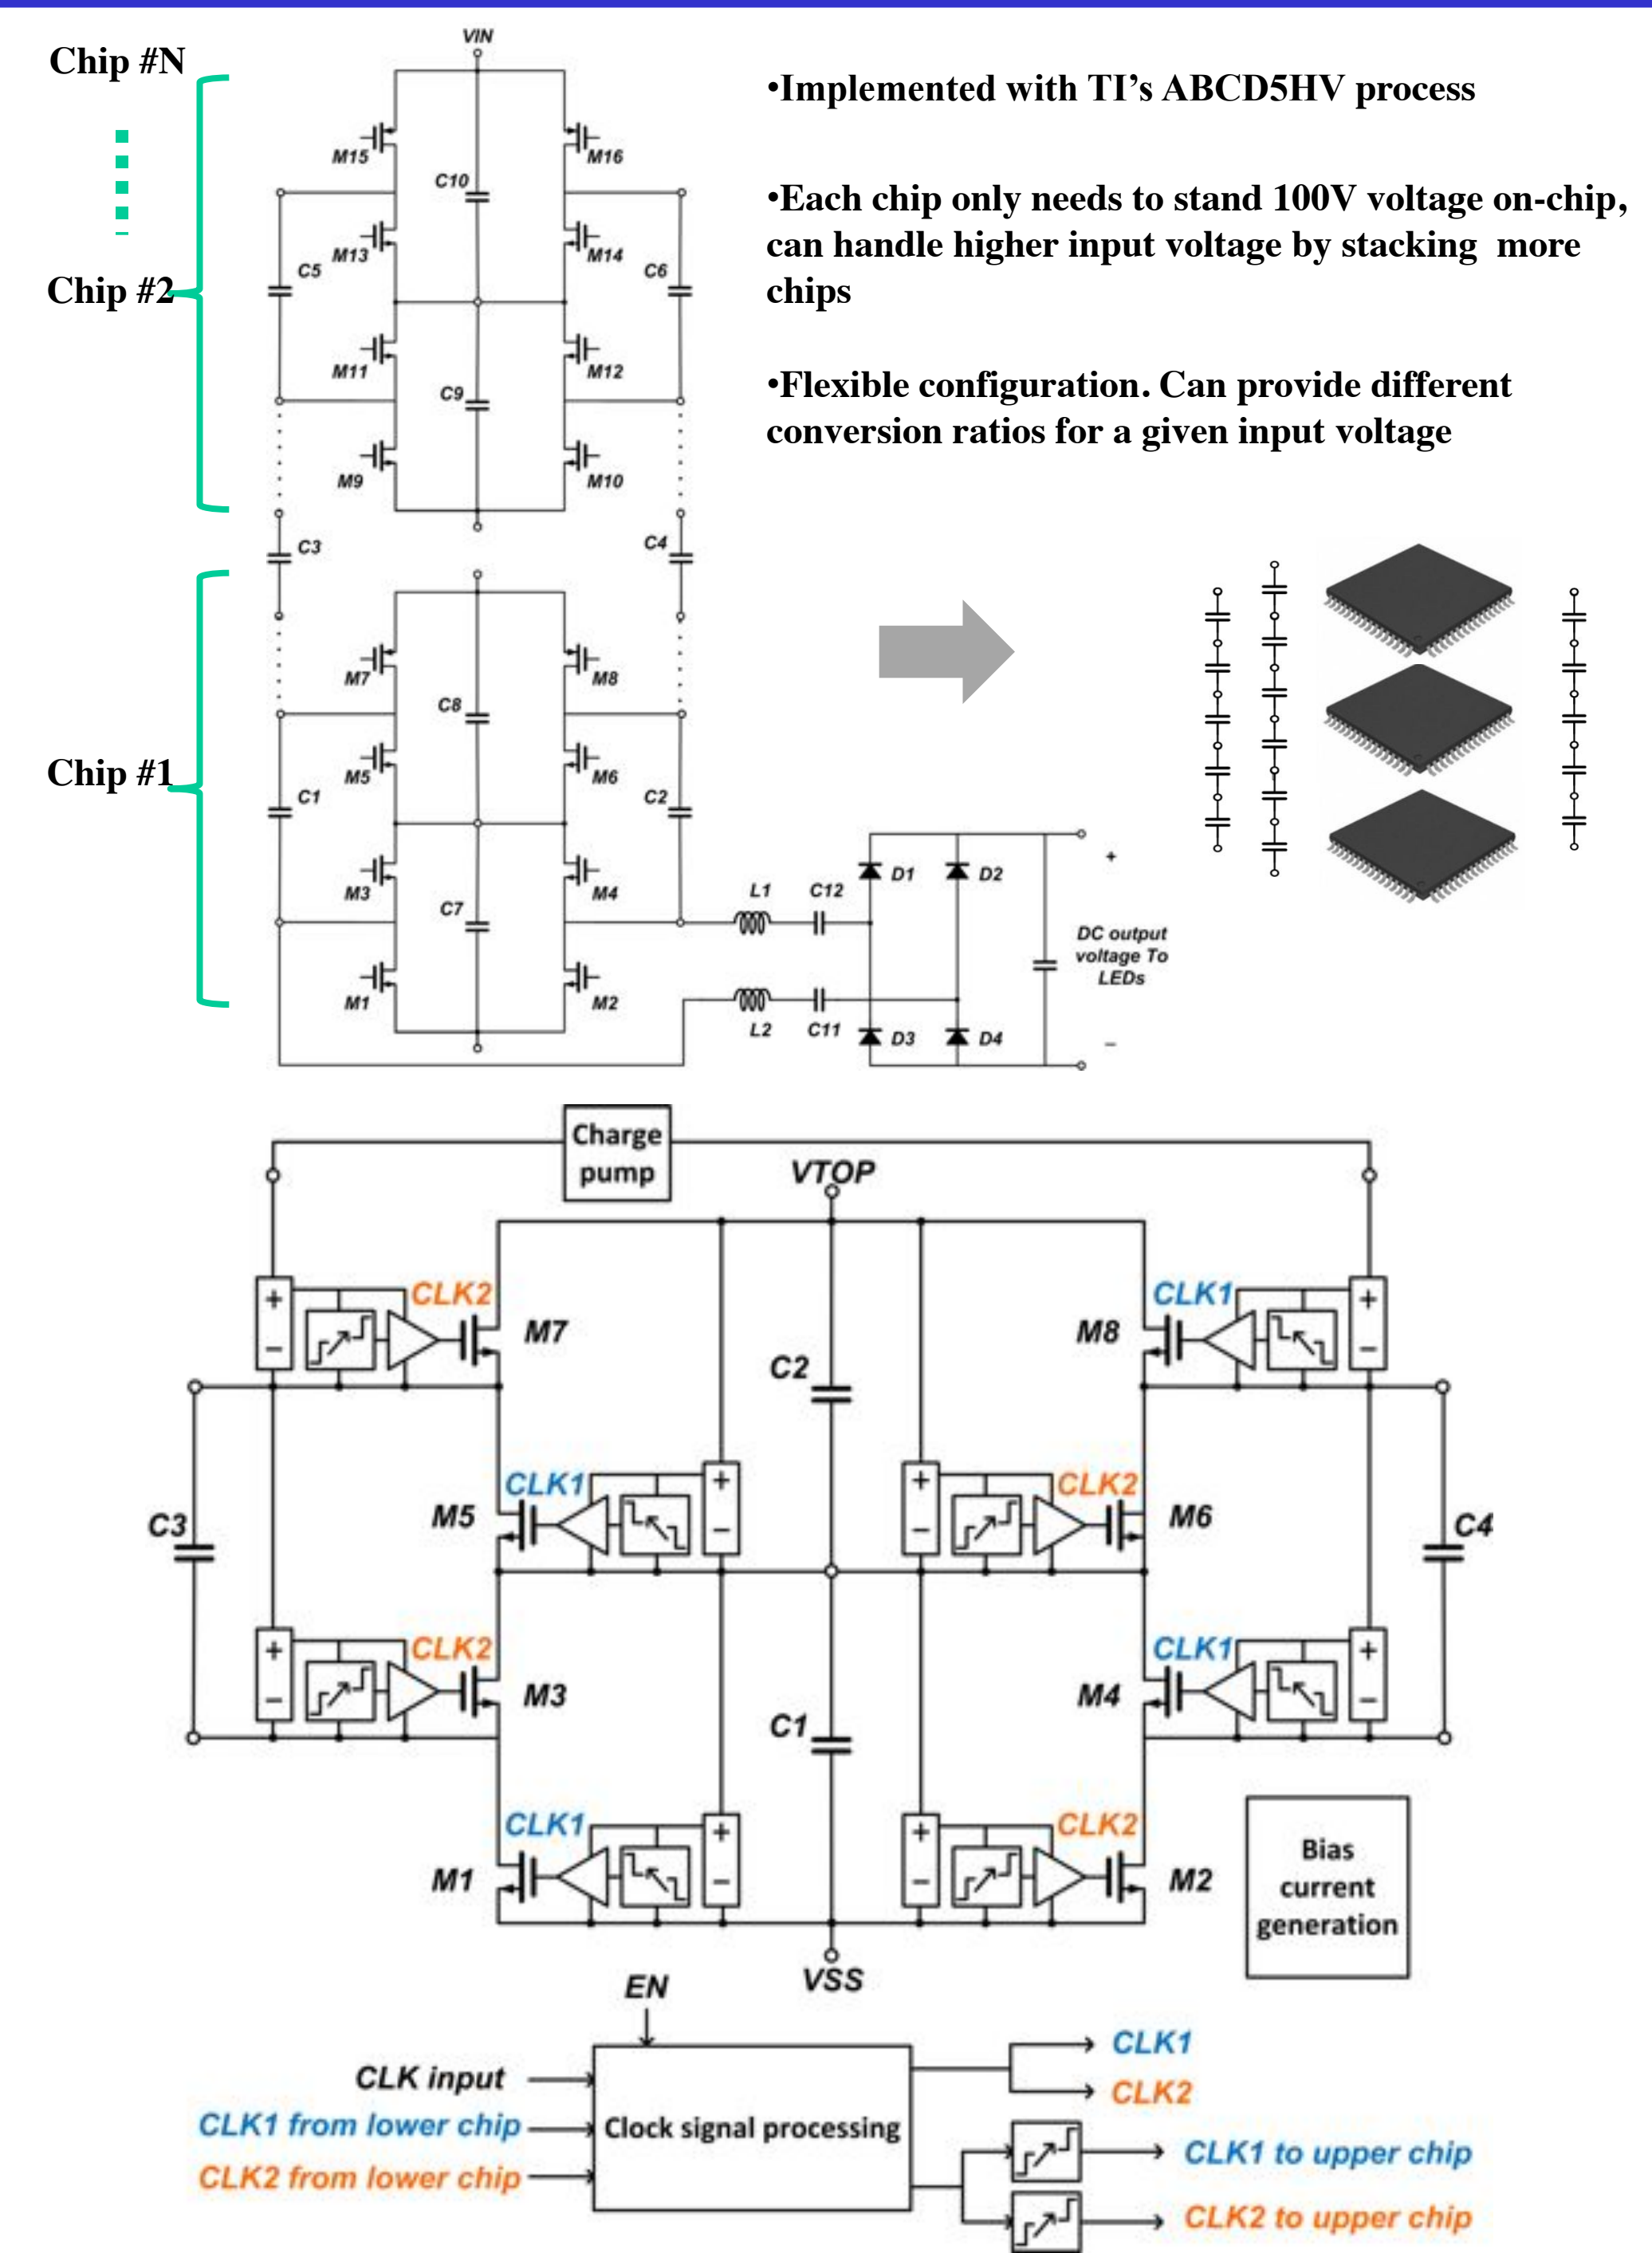 Chip #N
VIN
•Implemented with TI’s ABCD5HV process
M15
M16
C10
•Each chip only needs to stand 100V voltage on-chip,
can handle higher input voltage by stacking more
chips
M13
M14
C5
C6
Chip #2
•Flexible configuration. Can provide different
conversion ratios for a given input voltage
M11
M12
C9
M9
M10
C3
C4
M7
M8
C8
M5
M6
Chip #1
C1
C2
M3
M4
C7
L1
C12
D1
D2
+
DC output
voltage To
LEDs
M1
M2
L2
C11
D3
D4
–
Charge
pump
VTOP
CLK2
CLK1
+
+
M7
M8
–
–
C2
CLK1
CLK2
+
+
C3
M5
M6
C4
–
–
CLK2
CLK1
+
+
M3
M4
–
–
C1
CLK1
CLK2
+
+
M1
M2
–
–
Bias
current
generation
VSS
EN
CLK input
CLK1 from lower chip
CLK2 from lower chip
Clock signal processing
CLK1
CLK2
CLK1 to upper chip
CLK2 to upper chip